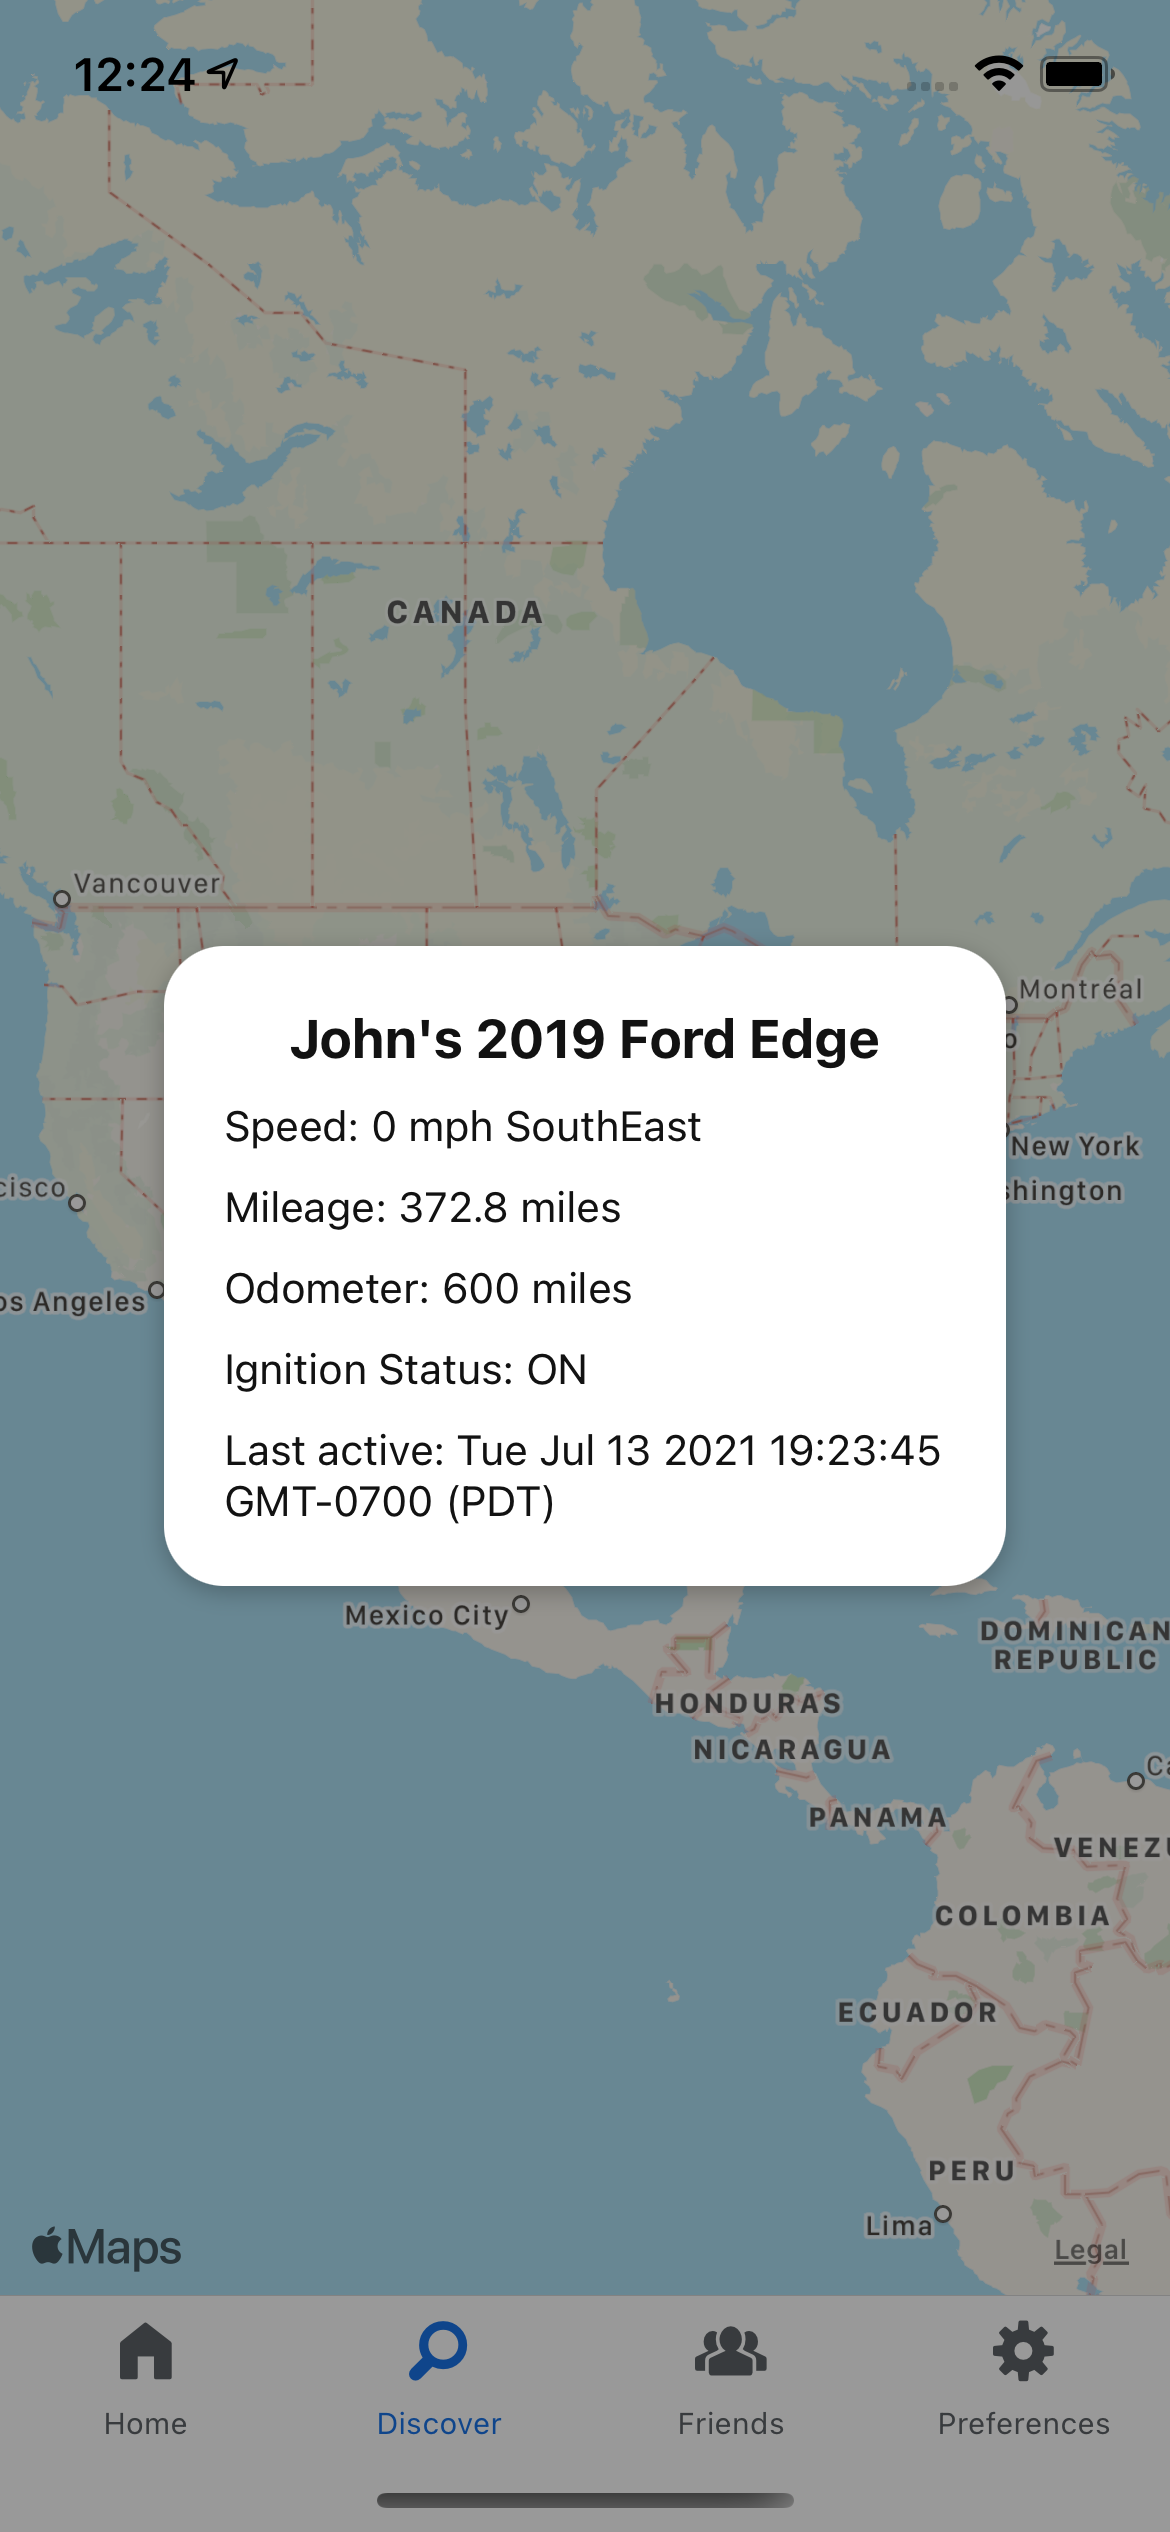 12:24
CANADA
Vancouver
Montréal
John's 2019 Ford Edge
Speed: 0 mph SouthEast
New York
cisco
shington
Mileage: 372.8 miles
os Angeles
Odometer: 600 miles
Ignition Status: ON
Last active: Tue Jul 13 2021 19:23:45
GMT-0700 (PDT)
Mexico City
DOMINICAN
REPUBLIC
HONDURAS
NICARAGUA
Ca
PANAMA
VENEZU
COLOMBIA
ECUADOR
PERU
Lima
Maps
Legal
Home
Discover
Friends
Preferences